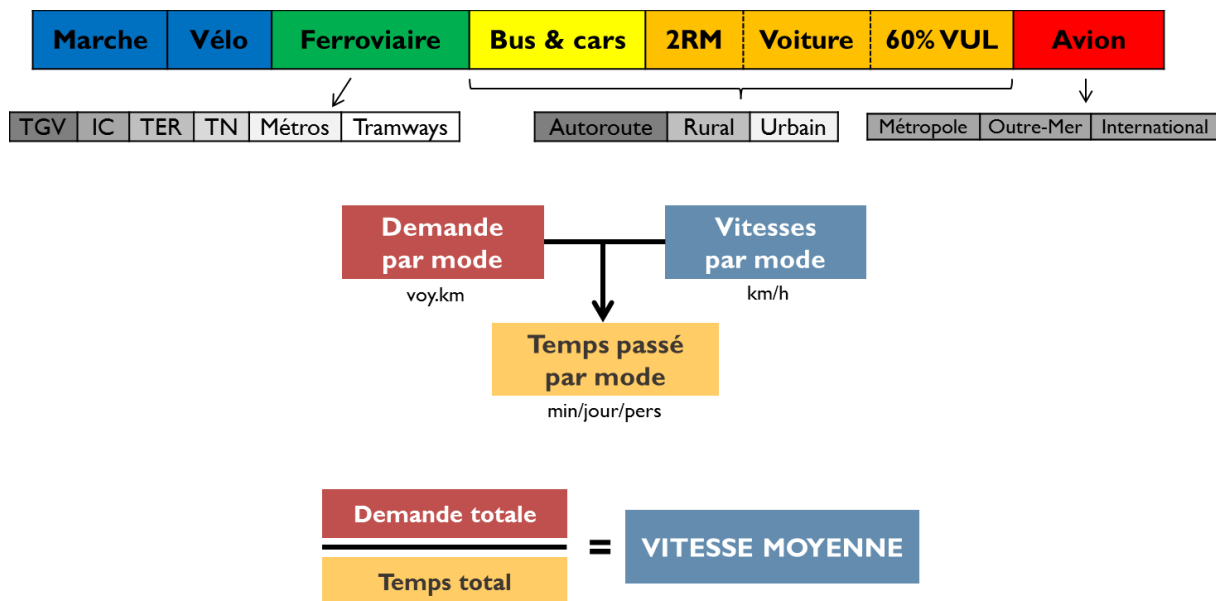 Marche Vélo Ferroviaire Bus & cars 2RM Voiture 60% VUL Avion
TGV IC TER TN Métros Tramways Autoroute Rural Urbain Métropole Outre-Mer International
Demande
par mode
voy.km
Vitesses
par mode
km/h
Temps passé
par mode
min/jour/pers
Demande totale
Temps total
= VITESSE MOYENNE